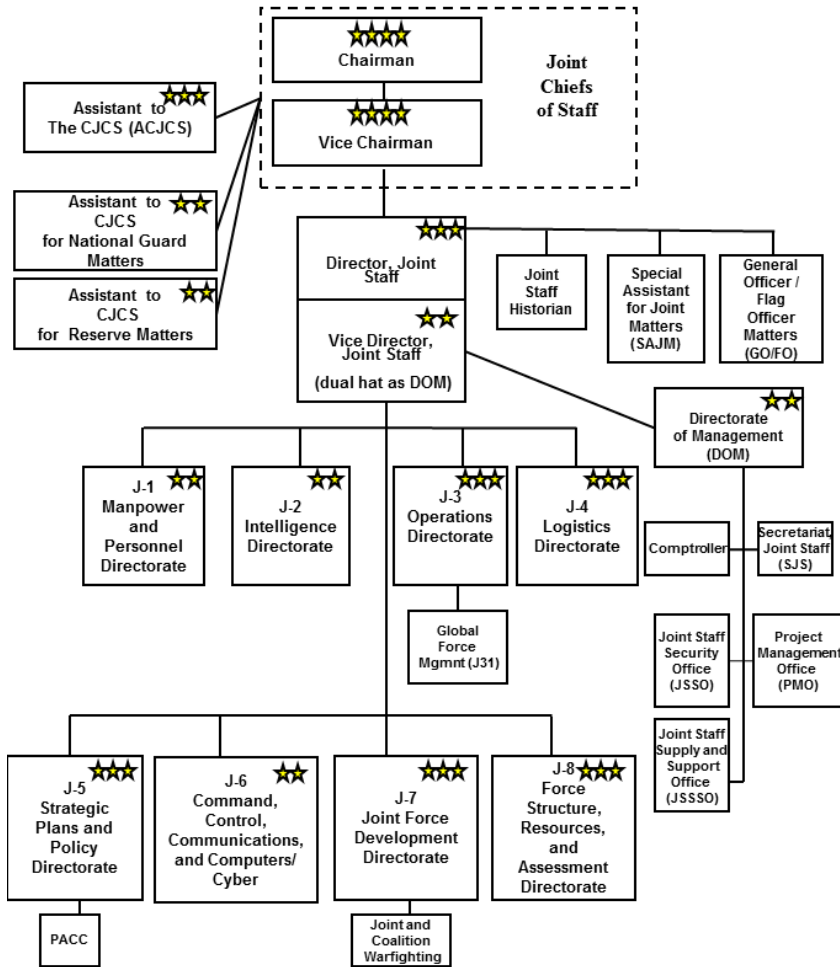 Chairman
Joint
Chiefs
of Staff
Vice Chairman
Assistant to
The CJCS (ACJCS)
Assistant to
CJCS
for National Guard
Matters
Assistant to
CJCS
for Reserve Matters
Director, Joint
Staff
Joint
Staff
Historian
Special
Assistant
for Joint
Matters
(SAJM)
General
Officer /
Flag
Officer
Matters
(GO/FO)
Vice Director,
Joint Staff
(dual hat as DOM)
Directorate
of Management
(DOM)
J-1
Manpower
and
Personnel
Directorate
J-2
Intelligence
Directorate
J-3
Operations
Directorate
J-4
Logistics
Directorate
Comptroller
Secretariat,
Joint Staff
(SJS)
Global
Force
Mgmnt (J31)
Joint Staff
Security
Office
(JSSO)
Project
Management
Office
(PMO)
Joint Staff
Supply and
Support
Office
(JSSSO)
J-5
Strategic
Plans and
Policy
Directorate
J-6
Command,
Control,
Communications,
and Computers/
Cyber
J-7
Joint Force
Development
Directorate
J-8
Force
Structure,
Resources,
and
Assessment
Directorate
PACC
Joint and
Coalition
Warfighting